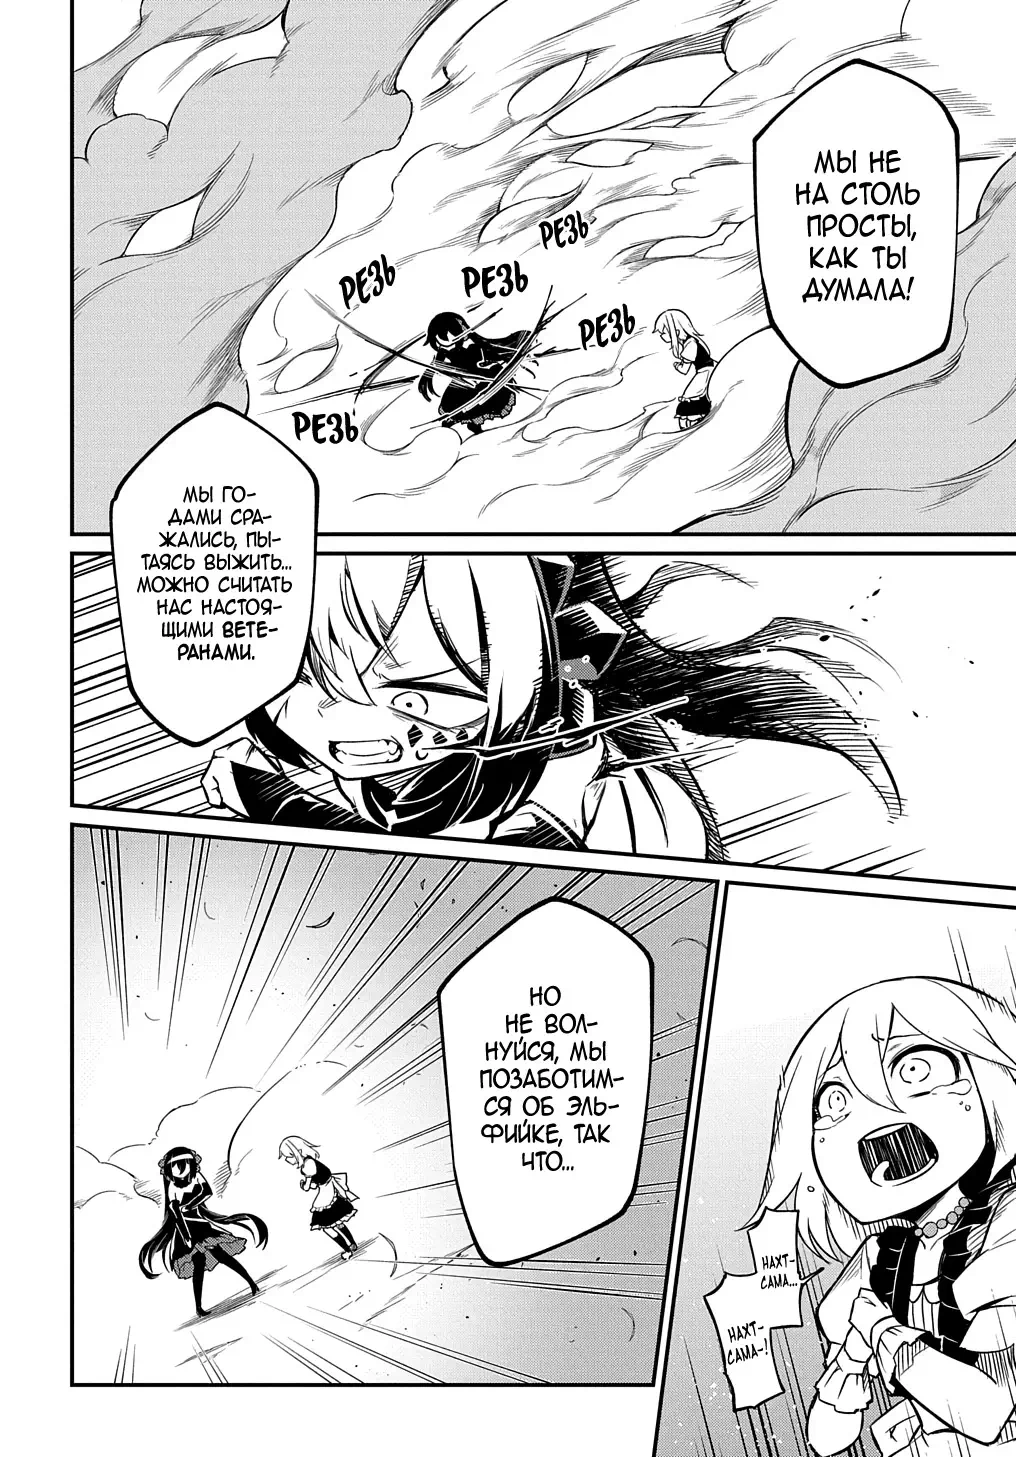 МЫ НЕ
НА СТОЛЬ
ПРОСТЫ,
КАК ТЫ
ДУМАЛА!
РЕЗЬ
РЕЗЬ
РЕЗЬ
РЕЗЬ
РЕЗЬ
МЫ ГО-
ДАМИ СРА-
ЖАЛИСЬ, ПЫ-
ТАЯСЬ ВЫЖИТЬ...
МОЖНО СЧИТАТЬ
НАС НАСТОЯ-
ЩИМИ ВЕТЕ-
РАНАМИ.
НО
НЕ ВОЛ-
НУЙСЯ, МЫ
ПОЗАБОТИМ-
СЯ ОБ ЭЛЬ-
ФИЙКЕ, ТАК
ЧТО...
НАХТ-
САМА...
НАХТ-
САМА-!